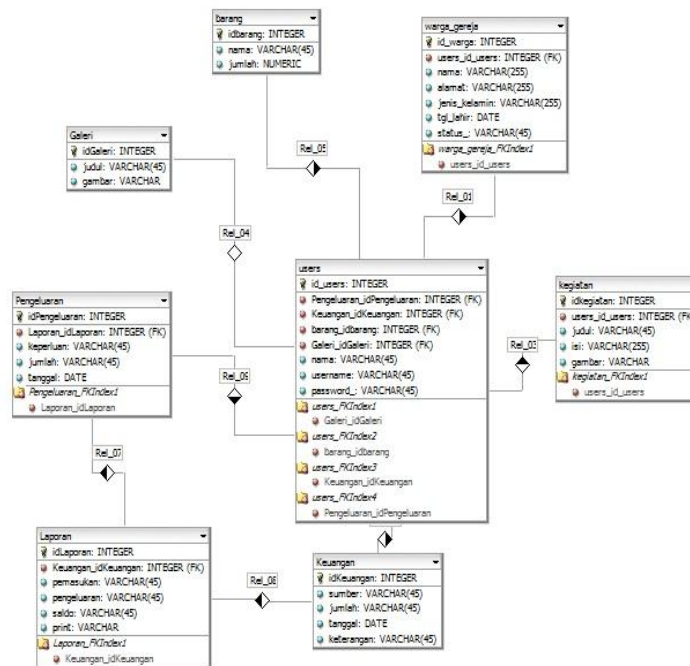 barang
idbarang: INTEGER
nama: VARCHAR(45)
jumlah: NUMERIC
warga_gereja
id_warga: INTEGER
users_id_users: INTEGER (FK)
nama: VARCHAR(255)
alamat: VARCHAR(255)
jenis_kelamin: VARCHAR(255)
tgl_lahir: DATE
status_: VARCHAR(45)
warga_gereja_FKIndex1
users_id_users
Galeri
idGaleri: INTEGER
judul: VARCHAR(45)
gambar: VARCHAR
Rel_05
Rel_01
Rel_04
users
id_users: INTEGER
Pengeluaran_idPengeluaran: INTEGER (FK)
Keuangan_idKeuangan: INTEGER (FK)
barang_idbarang: INTEGER (FK)
Galeri_idGaleri: INTEGER (FK)
nama: VARCHAR(45)
username: VARCHAR(45)
password_: VARCHAR(45)
users_FKIndex1
Galeri_idGaleri
users_FKIndex2
barang_idbarang
users_FKIndex3
Keuangan_idKeuangan
users_FKIndex4
Pengeluaran_idPengeluaran
kegiatan
idkegiatan: INTEGER
users_id_users: INTEGER (FK)
judul: VARCHAR(45)
isi: VARCHAR(255)
gambar: VARCHAR
kegiatan_FKIndex1
users_id_users
Pengeluaran
idPengeluaran: INTEGER
Laporan_idLaporan: INTEGER (FK)
keperluan: VARCHAR(45)
jumlah: VARCHAR(45)
tanggal: DATE
Pengeluaran_FKIndex1
Laporan_idLaporan
Rel_03
Rel_09
Rel_07
Laporan
idLaporan: INTEGER
Keuangan_idKeuangan: INTEGER (FK)
pemasukan: VARCHAR(45)
pengeluaran: VARCHAR(45)
saldo: VARCHAR(45)
print: VARCHAR
Laporan_FKIndex1
Keuangan_idKeuangan
Keuangan
idKeuangan: INTEGER
sumber: VARCHAR(45)
jumlah: VARCHAR(45)
tanggal: DATE
keterangan: VARCHAR(45)